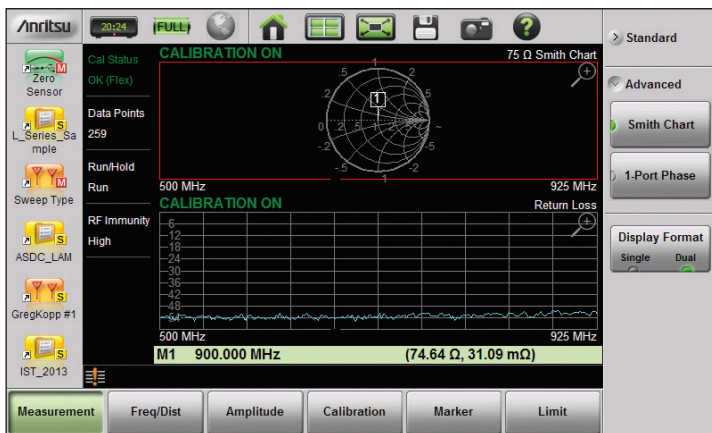 Anritsu
20:24
(FULL)
?
Zero
Sensor
M
L_Series_Sa
mple
S
Sweep Type
M
ASDC_LAM
S
GregKopp #1
S
IST_2013
S
Cal Status
OK (Flex)
Data Points
259
Run/Hold
Run
RF Immunity
High
CALIBRATION ON
75 Ω Smith Chart
1
500 MHz
925 MHz
CALIBRATION ON
Return Loss
6
12
18
24
30
36
42
48
54
500 MHz
925 MHz
M1 900.000 MHz (74.64 Ω, 31.09 mΩ)
> Standard
Advanced
Smith Chart
1-Port Phase
Display Format
Single Dual
Measurement
Freq/Dist
Amplitude
Calibration
Marker
Limit